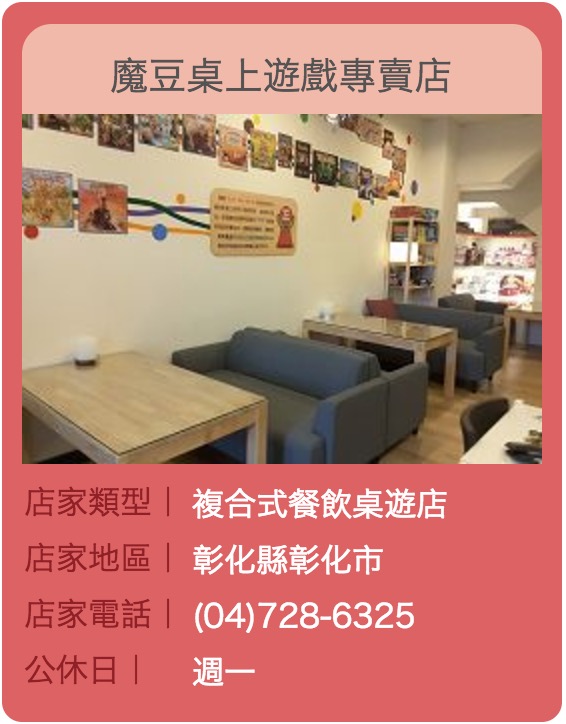 魔豆桌上遊戲專賣店
店家類型｜ 複合式餐飲桌遊店
店家地區｜ 彰化縣彰化市
店家電話｜ (04)728-6325
公休日｜ 週一